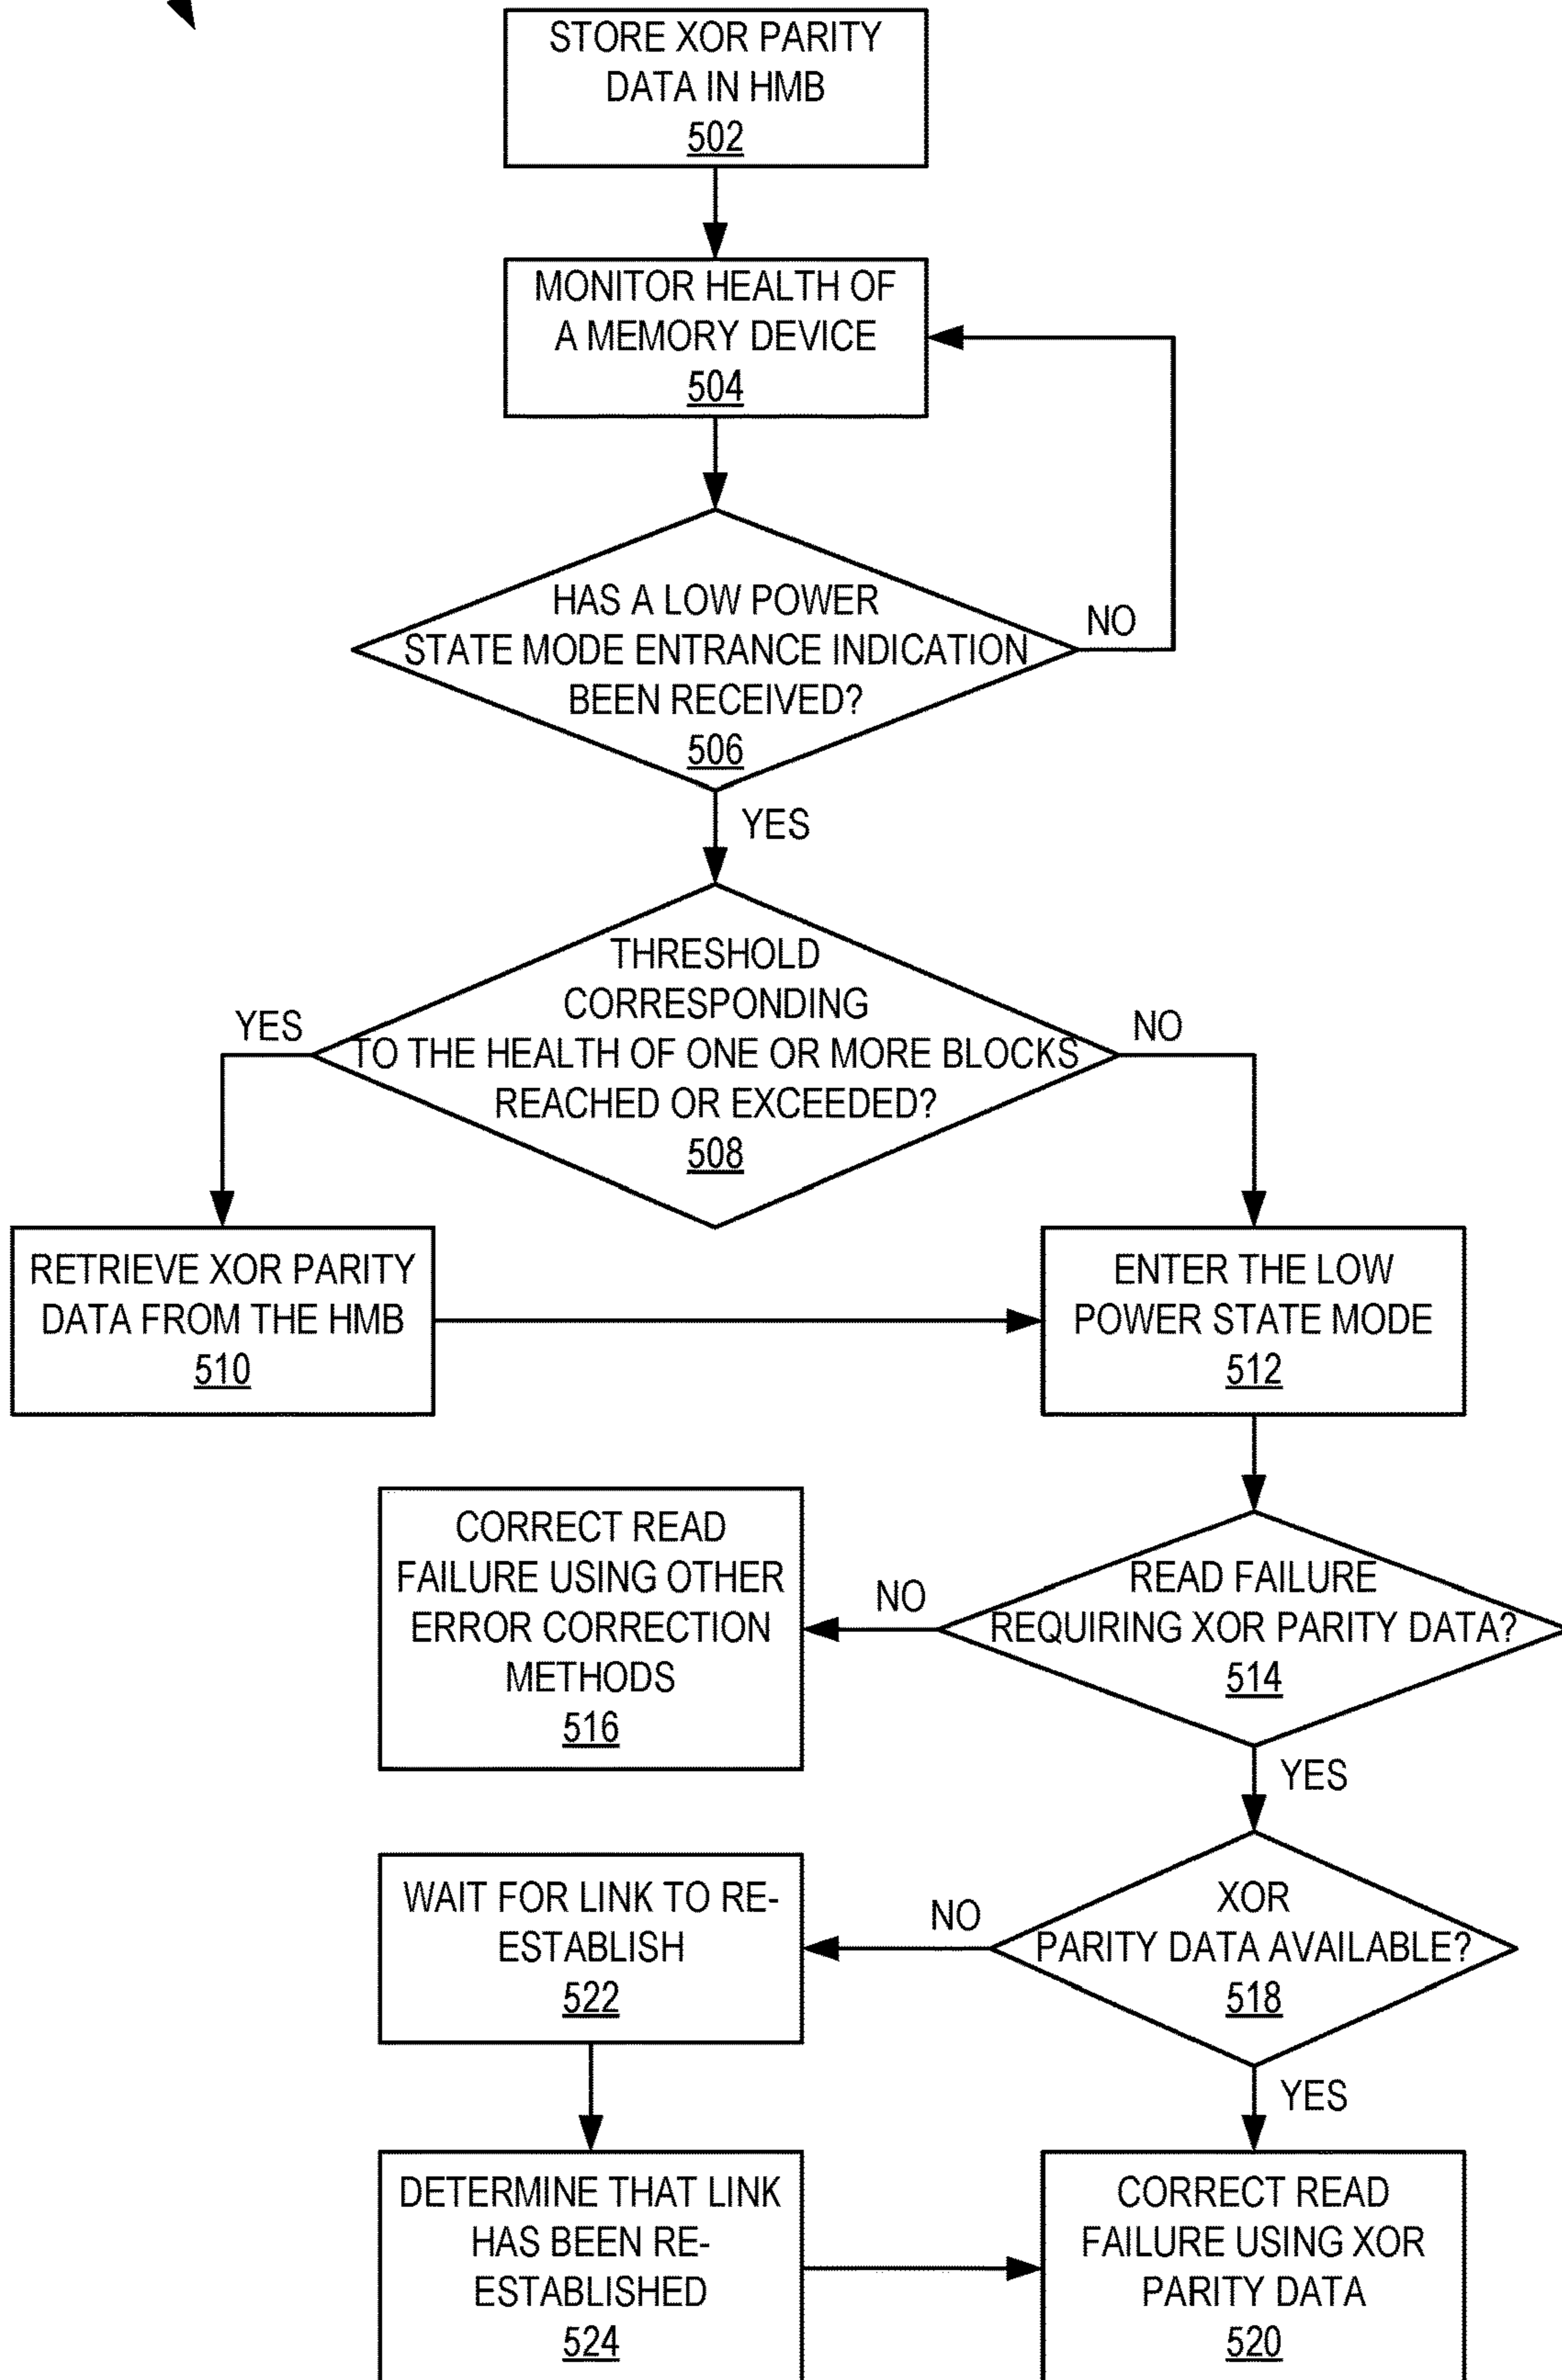 STORE XOR PARITY
DATA IN HMB
502
MONITOR HEALTH OF
A MEMORY DEVICE
504
HAS A LOW POWER
STATE MODE ENTRANCE INDICATION
BEEN RECEIVED?
506
NO
YES
THRESHOLD
CORRESPONDING
TO THE HEALTH OF ONE OR MORE BLOCKS
REACHED OR EXCEEDED?
508
YES
NO
RETRIEVE XOR PARITY
DATA FROM THE HMB
510
ENTER THE LOW
POWER STATE MODE
512
READ FAILURE
REQUIRING XOR PARITY DATA?
514
NO
CORRECT READ
FAILURE USING OTHER
ERROR CORRECTION
METHODS
516
YES
XOR
PARITY DATA AVAILABLE?
518
NO
WAIT FOR LINK TO RE-
ESTABLISH
522
YES
DETERMINE THAT LINK
HAS BEEN RE-
ESTABLISHED
524
CORRECT READ
FAILURE USING XOR
PARITY DATA
520